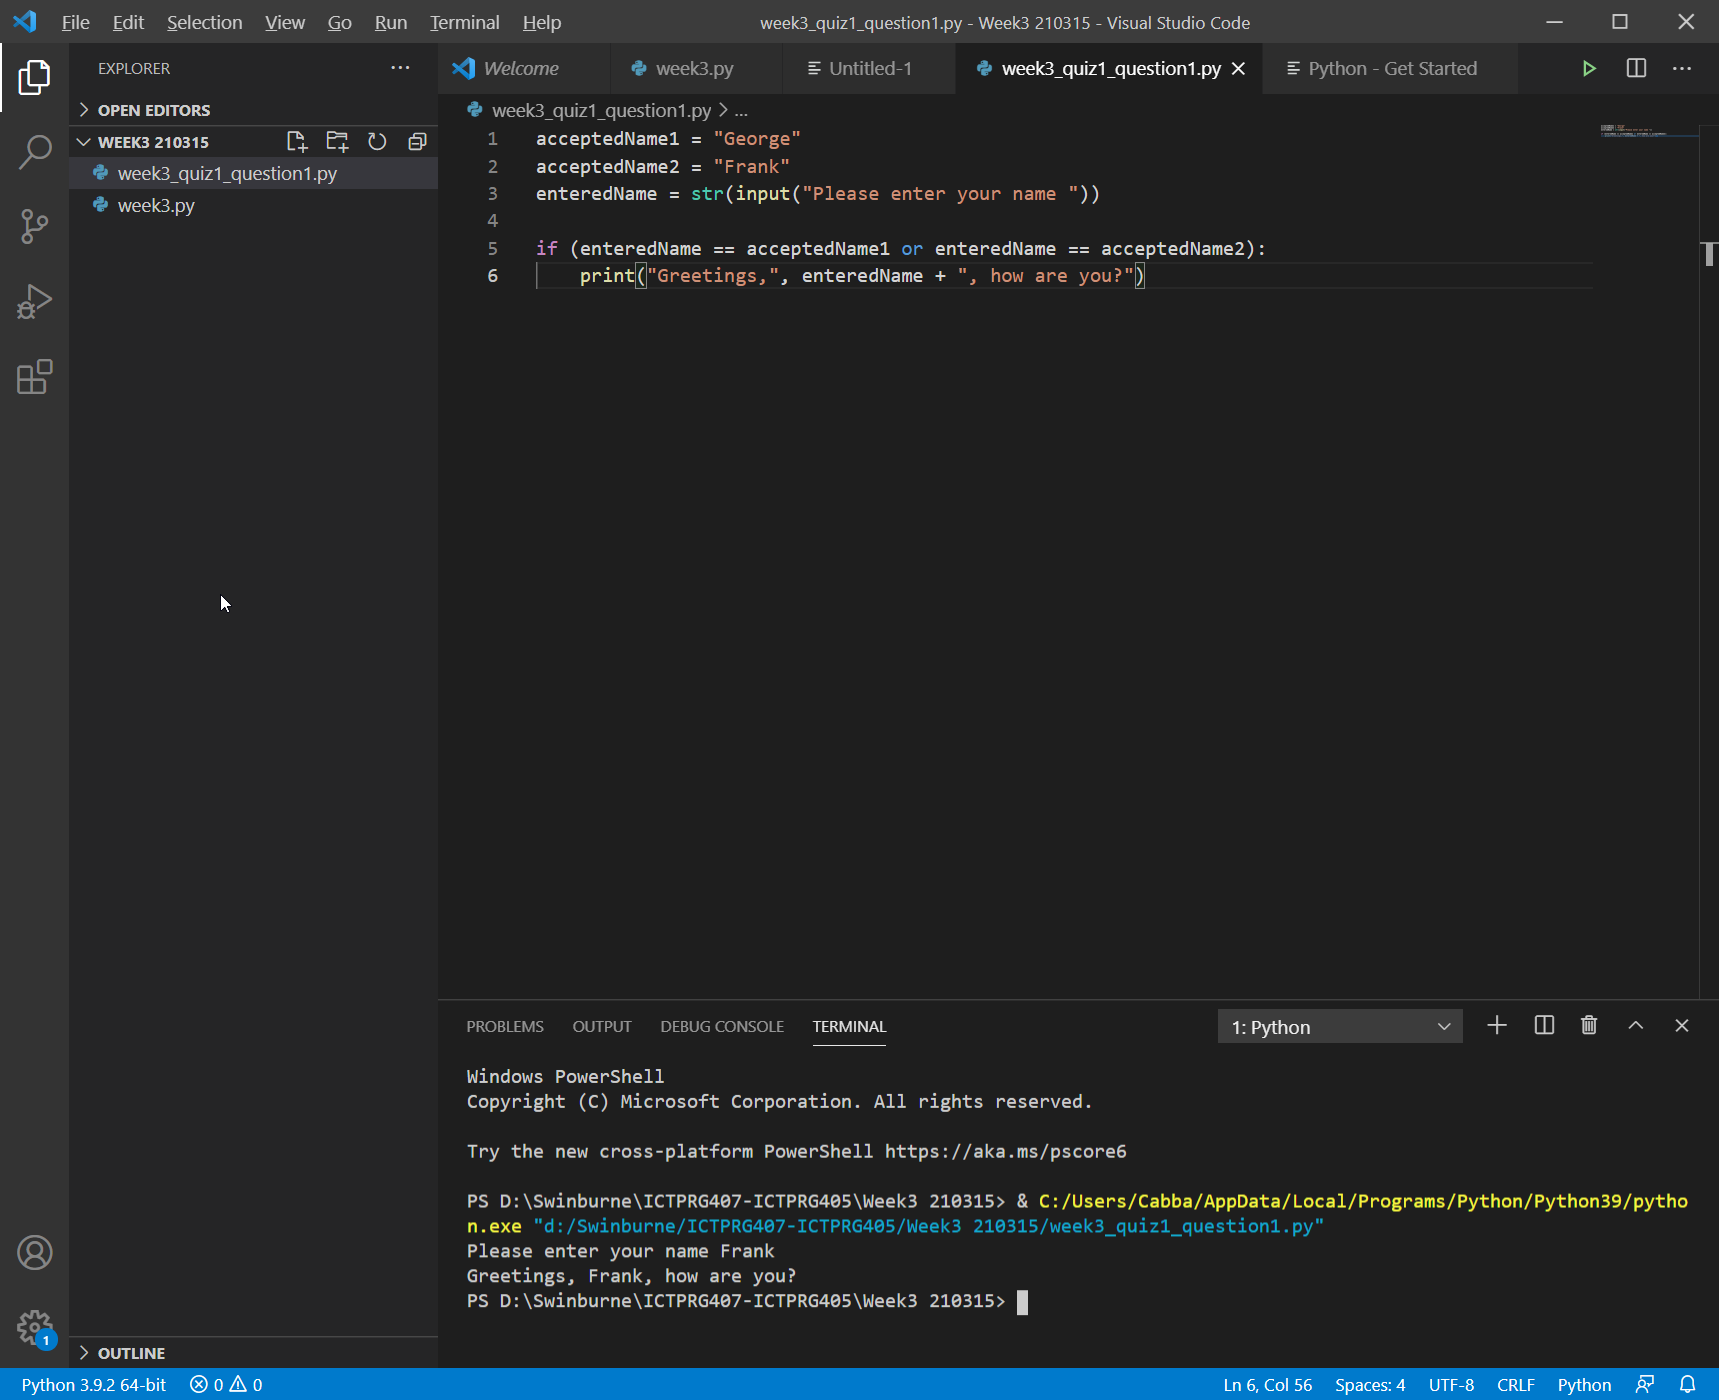 File Edit Selection View Go Run Terminal Help
week3_quiz1_question1.py - Week3 210315 - Visual Studio Code
EXPLORER
OPEN EDITORS
WEEK3 210315
week3_quiz1_question1.py
week3.py
OUTLINE
Welcome
week3.py
Untitled-1
week3_quiz1_question1.py
Python - Get Started
week3_quiz1_question1.py > ...
1 acceptedName1 = "George"
2 acceptedName2 = "Frank"
3 enteredName = str(input("Please enter your name "))
4
5 if (enteredName == acceptedName1 or enteredName == acceptedName2):
6 print("Greetings,", enteredName + ", how are you?")
PROBLEMS OUTPUT DEBUG CONSOLE TERMINAL
1: Python
Windows PowerShell
Copyright (C) Microsoft Corporation. All rights reserved.
Try the new cross-platform PowerShell https://aka.ms/pscore6
PS D:\Swinburne\ICTPRG407-ICTPRG405\Week3 210315> & C:/Users/Cabba/AppData/Local/Programs/Python/Python39/pytho
n.exe "d:/Swinburne/ICTPRG407-ICTPRG405/Week3 210315/week3_quiz1_question1.py"
Please enter your name Frank
Greetings, Frank, how are you?
PS D:\Swinburne\ICTPRG407-ICTPRG405\Week3 210315>
1
Python 3.9.2 64-bit 0 0
Ln 6, Col 56 Spaces: 4 UTF-8 CRLF Python